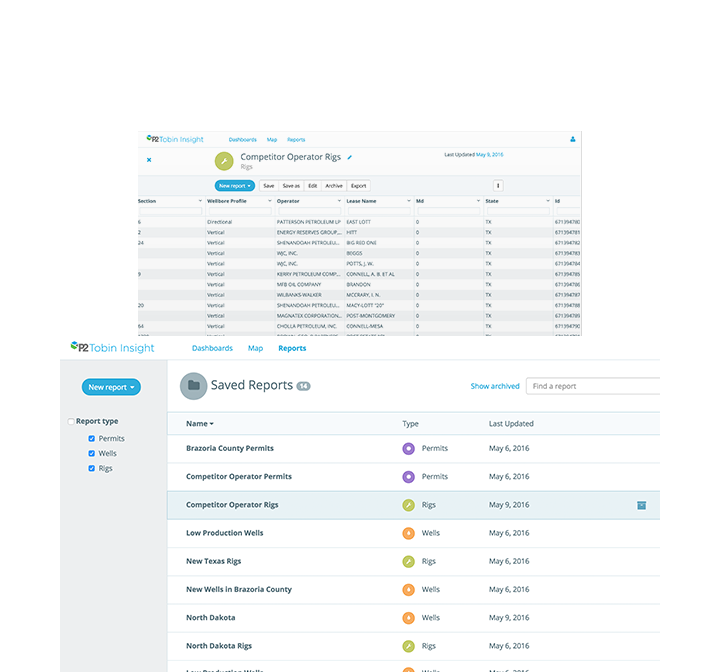 P2 Tobin Insight Dashboards Map Reports
Competitor Operator Rigs
Rigs
Last Updated May 9, 2016
New report Save Save as Edit Archive Export
Section Wellbore Profile Operator Lease Name Md State Id
6 Directional PATTERSON PETROLEUM LP EAST LOTT 0 TX 671394780
2 Vertical ENERGY RESERVES GROUP,... HITT 0 TX 671394781
24 Vertical SHENANDOAH PETROLEU... BIG RED ONE 0 TX 671394782
Vertical WJC, INC. BOGGS 0 TX 671394783
Vertical WJC, INC. POTTS, J. W. 0 TX 671394784
9 Vertical KERRY PETROLEUM COMP... CONNELL, A. B. ET AL 0 TX 671394785
Vertical MFB OIL COMPANY BRANDON 0 TX 671394786
Vertical WILBANKS-WALKER MCCRARY, I. N. 0 TX 671394787
20 Vertical SHENANDOAH PETROLEU... MACY-LOTT "20" 0 TX 671394788
Vertical MAGNATEX CORPORATION... POST-MONTGOMERY 0 TX 671394789
64 Vertical CHOLLA PETROLEUM, INC. CONNELL-MESA 0 TX 671394790
P2 Tobin Insight Dashboards Map Reports
New report
Saved Reports 14
Show archived Find a report
Report type
Permits
Wells
Rigs
Name Type Last Updated
Brazoria County Permits Permits May 6, 2016
Competitor Operator Permits Permits May 6, 2016
Competitor Operator Rigs Rigs May 9, 2016
Low Production Wells Wells May 6, 2016
New Texas Rigs Rigs May 6, 2016
New Wells in Brazoria County Wells May 6, 2016
North Dakota Wells May 9, 2016
North Dakota Rigs Rigs May 6, 2016